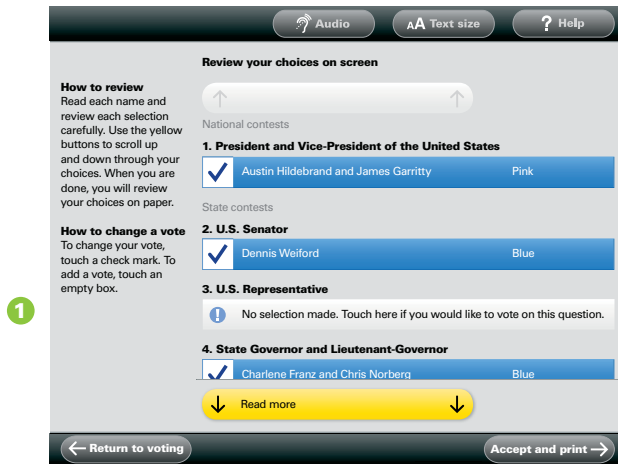 Audio
AA Text size
? Help
Review your choices on screen
How to review
Read each name and
review each selection
carefully. Use the yellow
buttons to scroll up
and down through your
choices. When you are
done, you will review
your choices on paper.
How to change a vote
To change your vote,
touch a check mark. To
add a vote, touch an
empty box.
National contests
1. President and Vice-President of the United States
Austin Hildebrand and James Garritty Pink
State contests
2. U.S. Senator
Dennis Weiford Blue
3. U.S. Representative
No selection made. Touch here if you would like to vote on this question.
4. State Governor and Lieutenant-Governor
Charlene Franz and Chris Norberg Blue
Read more
1
Return to voting
Accept and print